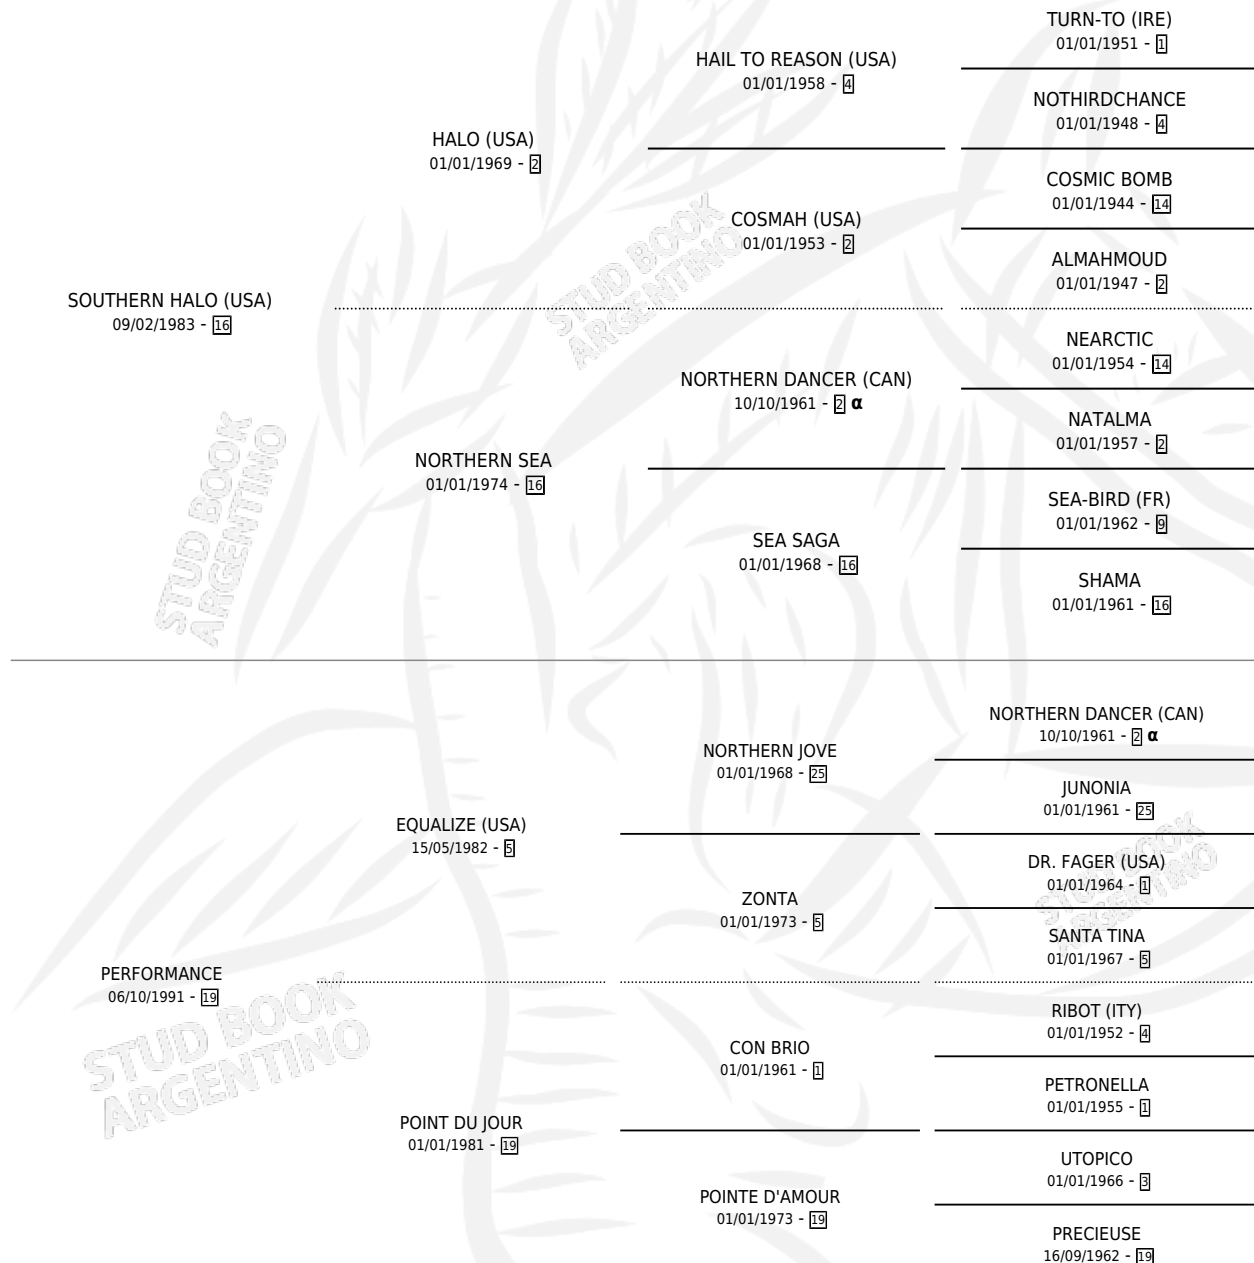 TURN-TO (IRE)
01/01/1951 - 1
HAIL TO REASON (USA)
01/01/1958 - 4
NOTHIRDCHANCE
01/01/1948 - 4
HALO (USA)
01/01/1969 - 2
COSMIC BOMB
01/01/1944 - 14
COSMAH (USA)
01/01/1953 - 2
ALMAHMOUD
01/01/1947 - 2
SOUTHERN HALO (USA)
09/02/1983 - 16
STUD BOOK
ARGENTINO
NEARCTIC
01/01/1954 - 14
NORTHERN DANCER (CAN)
10/10/1961 - 2 α
NATALMA
01/01/1957 - 2
NORTHERN SEA
01/01/1974 - 16
SEA-BIRD (FR)
01/01/1962 - 9
SEA SAGA
01/01/1968 - 16
SHAMA
01/01/1961 - 16
STUD BOOK
ARGENTINO
NORTHERN DANCER (CAN)
10/10/1961 - 2 α
NORTHERN JOVE
01/01/1968 - 25
JUNONIA
01/01/1961 - 25
EQUALIZE (USA)
15/05/1982 - 5
DR. FAGER (USA)
01/01/1964 - 1
STUD BOOK
ARGENTINO
ZONTA
01/01/1973 - 5
SANTA TINA
01/01/1967 - 5
PERFORMANCE
06/10/1991 - 19
STUD BOOK
ARGENTINO
RIBOT (ITY)
01/01/1952 - 4
CON BRIO
01/01/1961 - 1
PETRONELLA
01/01/1955 - 1
POINT DU JOUR
01/01/1981 - 19
UTOPICO
01/01/1966 - 3
POINTE D'AMOUR
01/01/1973 - 19
PRECIEUSE
16/09/1962 - 19